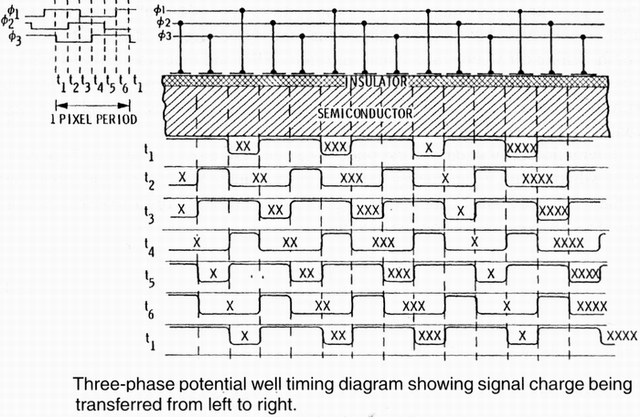 ϕ1
ϕ2
ϕ3
t1 t2 t3 t4 t5 t6 t1
1 PIXEL PERIOD
ϕ1
ϕ2
ϕ3
INSULATOR
SEMICONDUCTOR
t1 XX XXX X XXXX
t2 X XX XXX X XXXX
t3 X XX XXX X XXXX
t4 X XX XXX X XXXX
t5 X XX XXX X XXXX
t6 X XX XXX X XXXX
t1 X XX XXX X XXXX
Three-phase potential well timing diagram showing signal charge being
transferred from left to right.